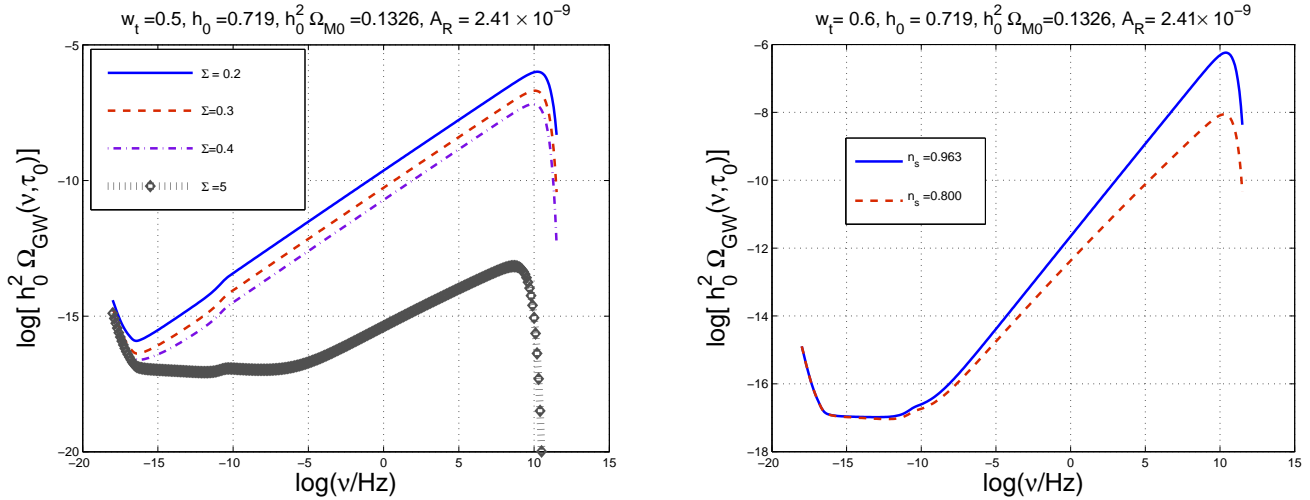 w_t =0.5, h_0 =0.719, h_0^2 Ω_M0 =0.1326, A_R = 2.41 × 10^−9
log[ h_0^2 Ω_GW(ν,τ_0)]
−5
−10
−15
−20
Σ = 0.2
Σ=0.3
Σ=0.4
Σ =5
−20 −15 −10 −5 0 5 10 15
log(ν/Hz)
w_t= 0.6, h_0 = 0.719, h_0^2 Ω_M0 =0.1326, A_R= 2.41× 10^−9
log[ h_0^2 Ω_GW(ν,τ_0)]
−6
−8
−10
−12
−14
−16
−18
n_s =0.963
n_s =0.800
−20 −15 −10 −5 0 5 10 15
log(ν/Hz)